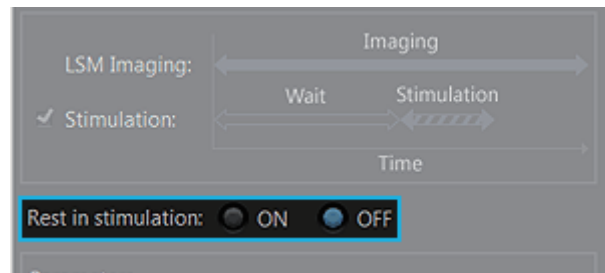 Imaging
LSM Imaging:
Wait Stimulation
Stimulation:
Time
Rest in stimulation: ON OFF